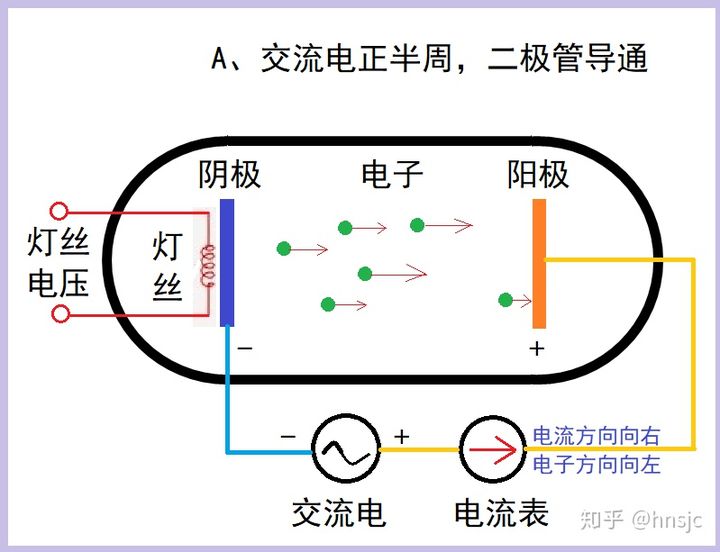 A、交流电正半周，二极管导通
阴极
电子
阳极
灯丝
电压
灯
丝
−
+
−
+
电流方向向右
电子方向向左
交流电
电流表
知乎 @hnsjc